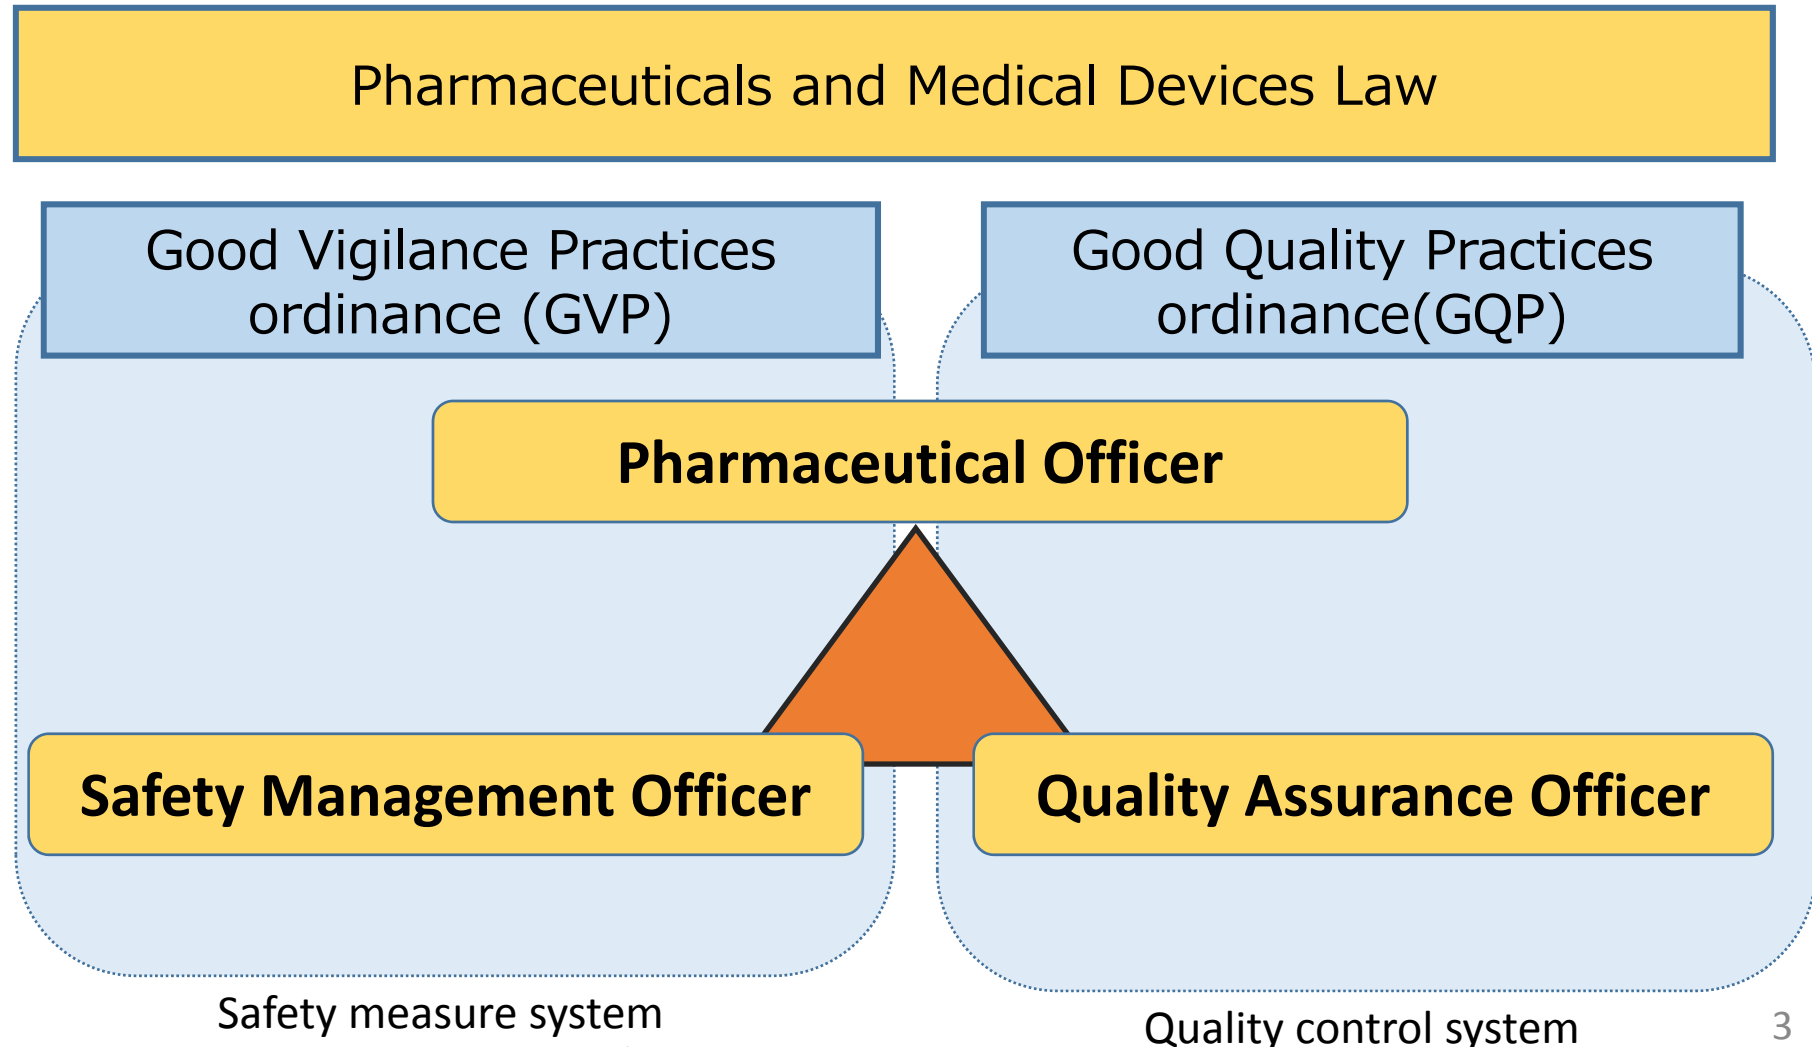 Pharmaceuticals and Medical Devices Law
Good Vigilance Practices
ordinance (GVP)
Good Quality Practices
ordinance(GQP)
Pharmaceutical Officer
Safety Management Officer
Quality Assurance Officer
Safety measure system
Quality control system
3